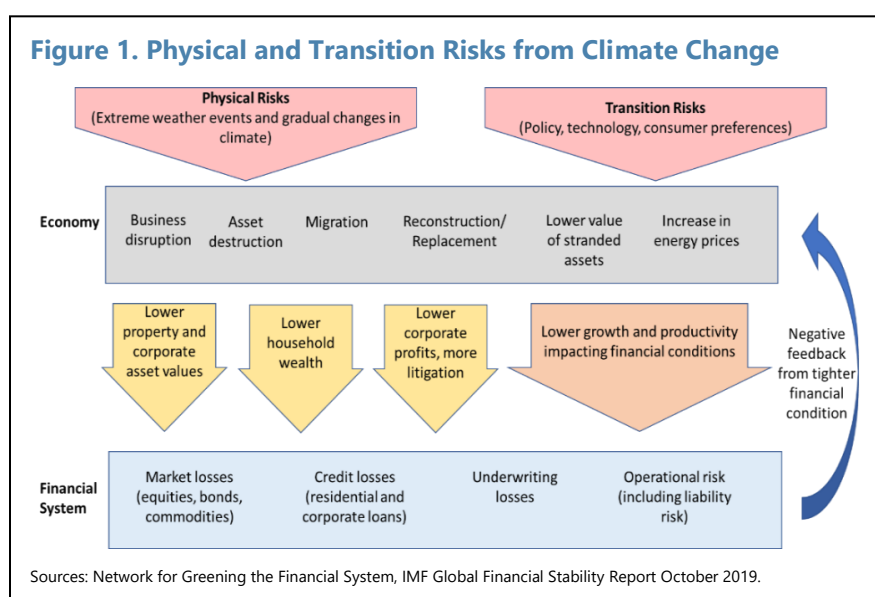 Figure 1. Physical and Transition Risks from Climate Change
Physical Risks
(Extreme weather events and gradual changes in
climate)
Transition Risks
(Policy, technology, consumer preferences)
Economy
Business
disruption
Asset
destruction
Migration
Reconstruction/
Replacement
Lower value
of stranded
assets
Increase in
energy prices
Lower
property and
corporate
asset values
Lower
household
wealth
Lower
corporate
profits, more
litigation
Lower growth and productivity
impacting financial conditions
Negative
feedback
from tighter
financial
condition
Financial
System
Market losses
(equities, bonds,
commodities)
Credit losses
(residential and
corporate loans)
Underwriting
losses
Operational risk
(including liability
risk)
Sources: Network for Greening the Financial System, IMF Global Financial Stability Report October 2019.